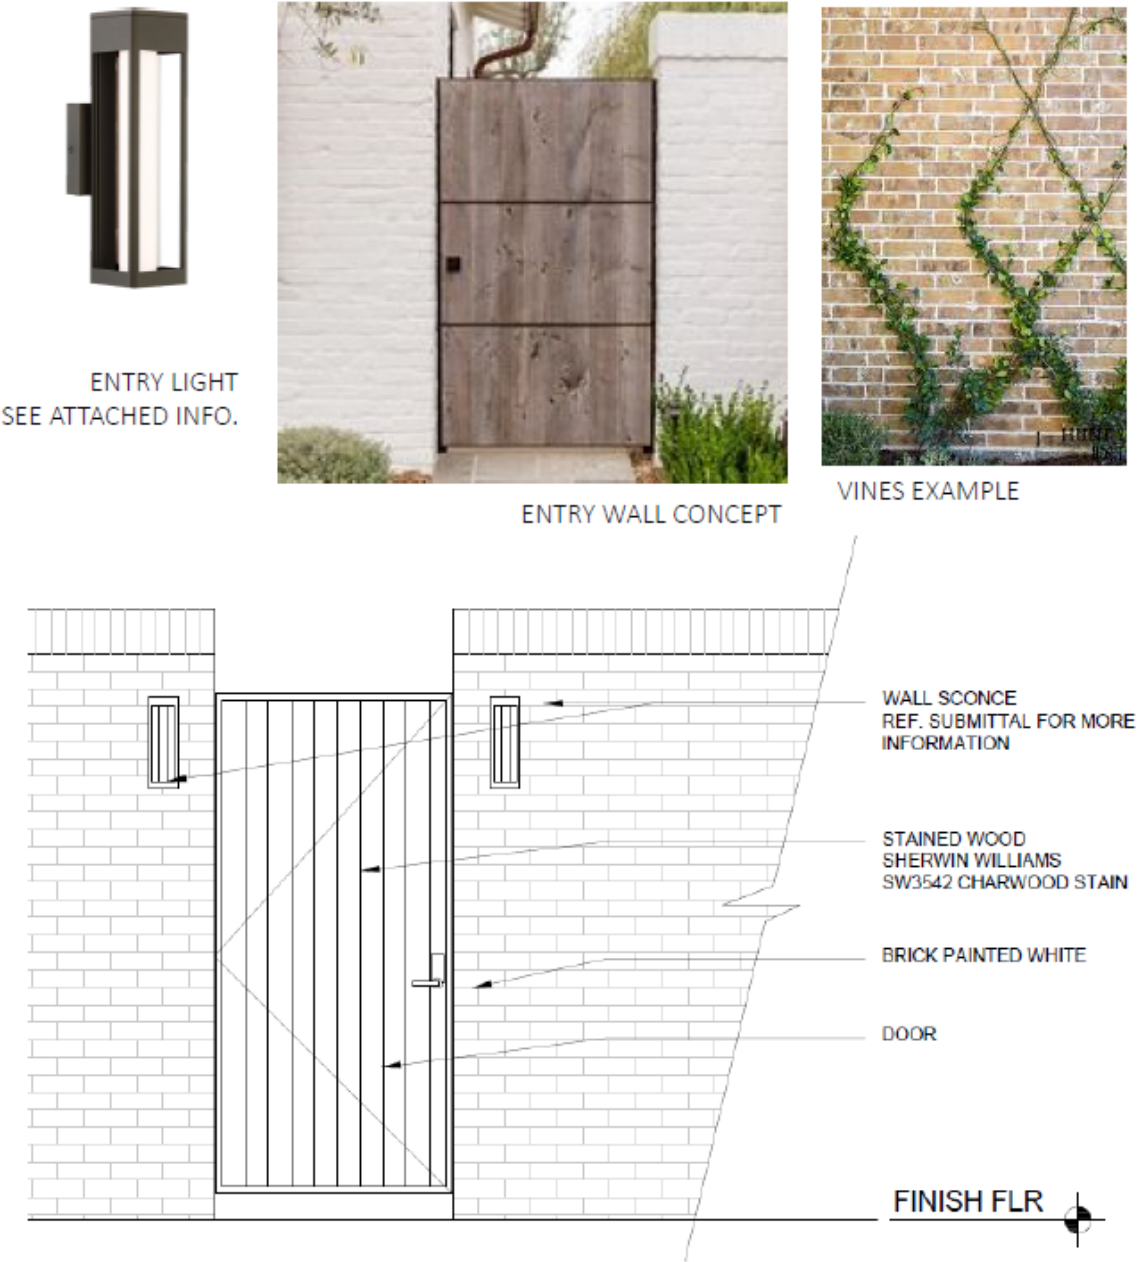 ENTRY LIGHT
SEE ATTACHED INFO.
ENTRY WALL CONCEPT
VINES EXAMPLE
WALL SCONCE
REF. SUBMITTAL FOR MORE
INFORMATION
STAINED WOOD
SHERWIN WILLIAMS
SW3542 CHARWOOD STAIN
BRICK PAINTED WHITE
DOOR
FINISH FLR